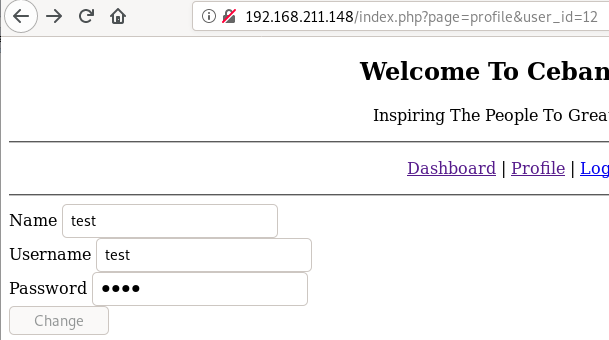 192.168.211.148/index.php?page=profile&user_id=12
Welcome To Ceban
Inspiring The People To Grea
Dashboard | Profile | Log
Name test
Username test
Password ●●●●
Change